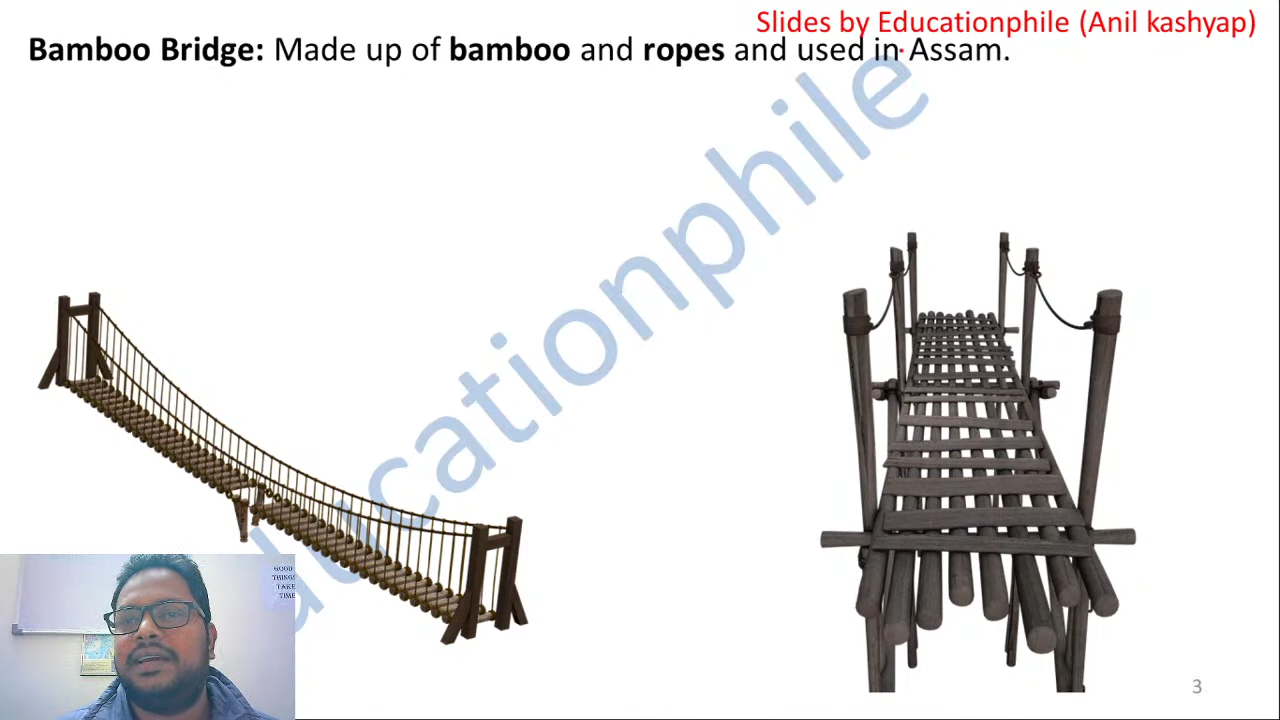 Slides by Educationphile (Anil kashyap)
Bamboo Bridge: Made up of bamboo and ropes and used in Assam.
Educationphile
GOOD
THINGS
TAKE
TIME
3